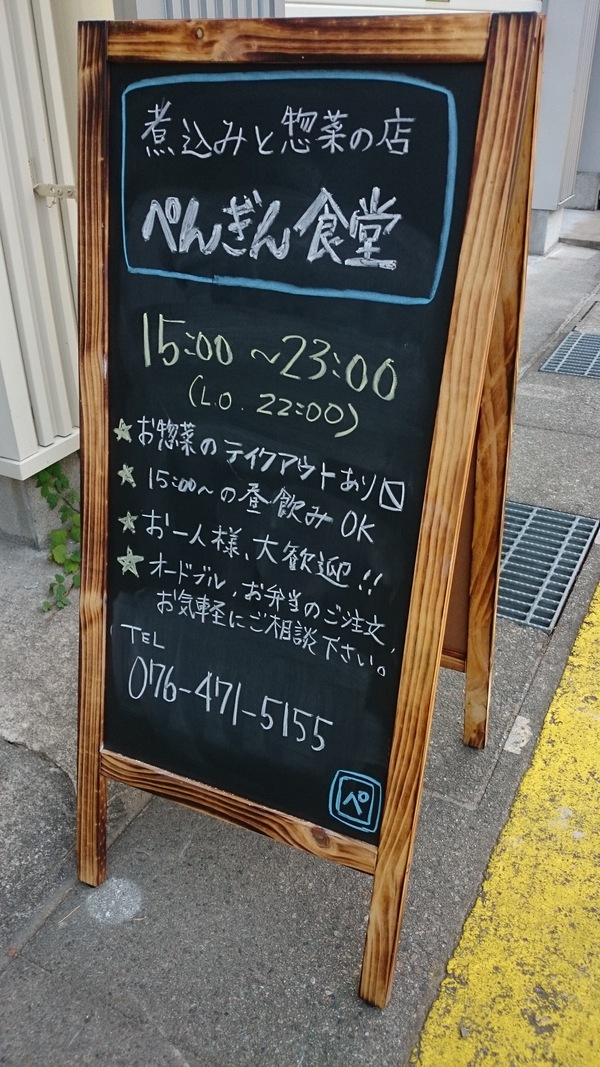 煮込みと惣菜の店
ぺんぎん食堂
15:00～23:00
(L.O. 22:00)
★お惣菜のテイクアウトあり〼
★15:00～の昼飲みOK
★お一人様、大歓迎!!
★オードブル、お弁当のご注文、
お気軽にご相談下さい。
TEL
076-471-5155
ペ